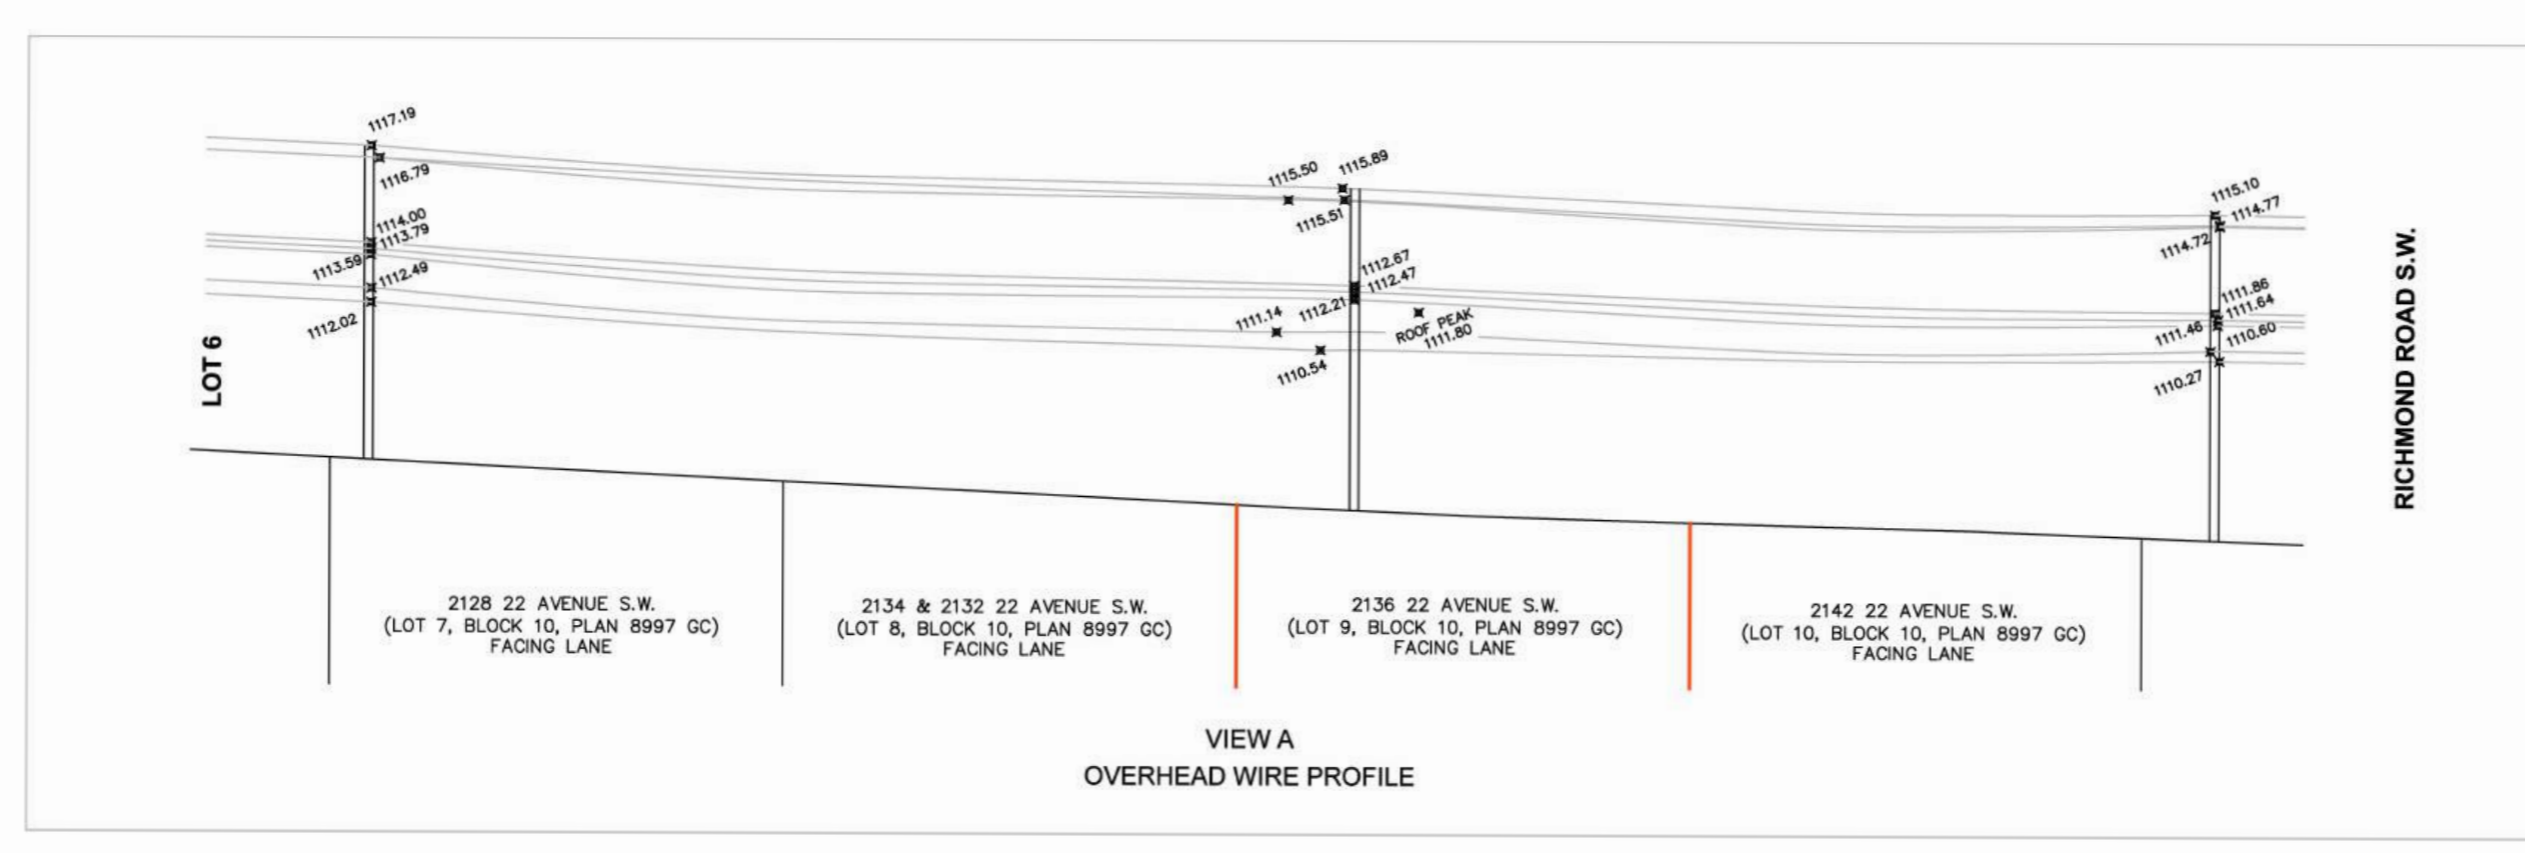 1117.19
1116.79
1114.00
1113.79
1113.59
1112.49
1112.02
1115.50
1115.89
1115.51
1112.67
1112.47
1112.21
1111.14
1110.54
ROOF PEAK
1111.80
1115.10
1114.77
1114.72
1111.86
1111.64
1111.46
1110.60
1110.27
LOT 6
RICHMOND ROAD S.W.
2128 22 AVENUE S.W.
(LOT 7, BLOCK 10, PLAN 8997 GC)
FACING LANE
2134 & 2132 22 AVENUE S.W.
(LOT 8, BLOCK 10, PLAN 8997 GC)
FACING LANE
2136 22 AVENUE S.W.
(LOT 9, BLOCK 10, PLAN 8997 GC)
FACING LANE
2142 22 AVENUE S.W.
(LOT 10, BLOCK 10, PLAN 8997 GC)
FACING LANE
VIEW A
OVERHEAD WIRE PROFILE